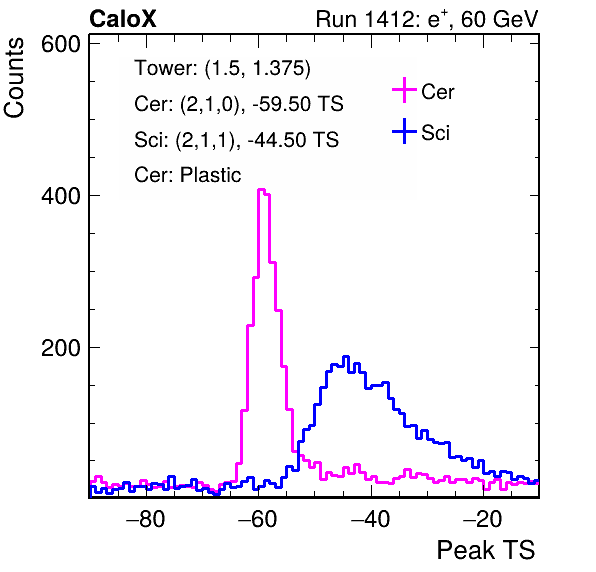 CaloX Run 1412: e⁺, 60 GeV
Counts
600
400
200
Tower: (1.5, 1.375)
Cer: (2,1,0), -59.50 TS
Sci: (2,1,1), -44.50 TS
Cer: Plastic
Cer
Sci
−80 −60 −40 −20
Peak TS